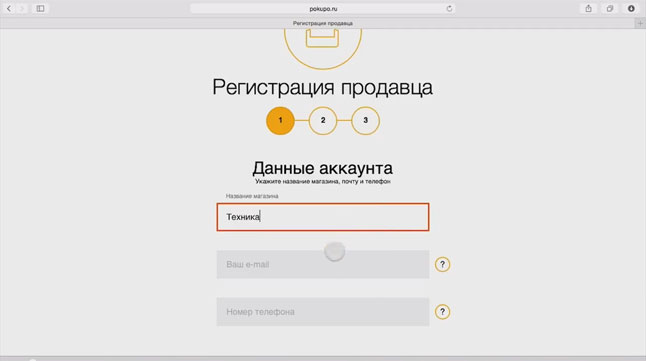 pokupo.ru
Регистрация продавца
Регистрация продавца
1 2 3
Данные аккаунта
Укажите название магазина, почту и телефон
Название магазина
Техника
Ваш e-mail ?
Номер телефона ?